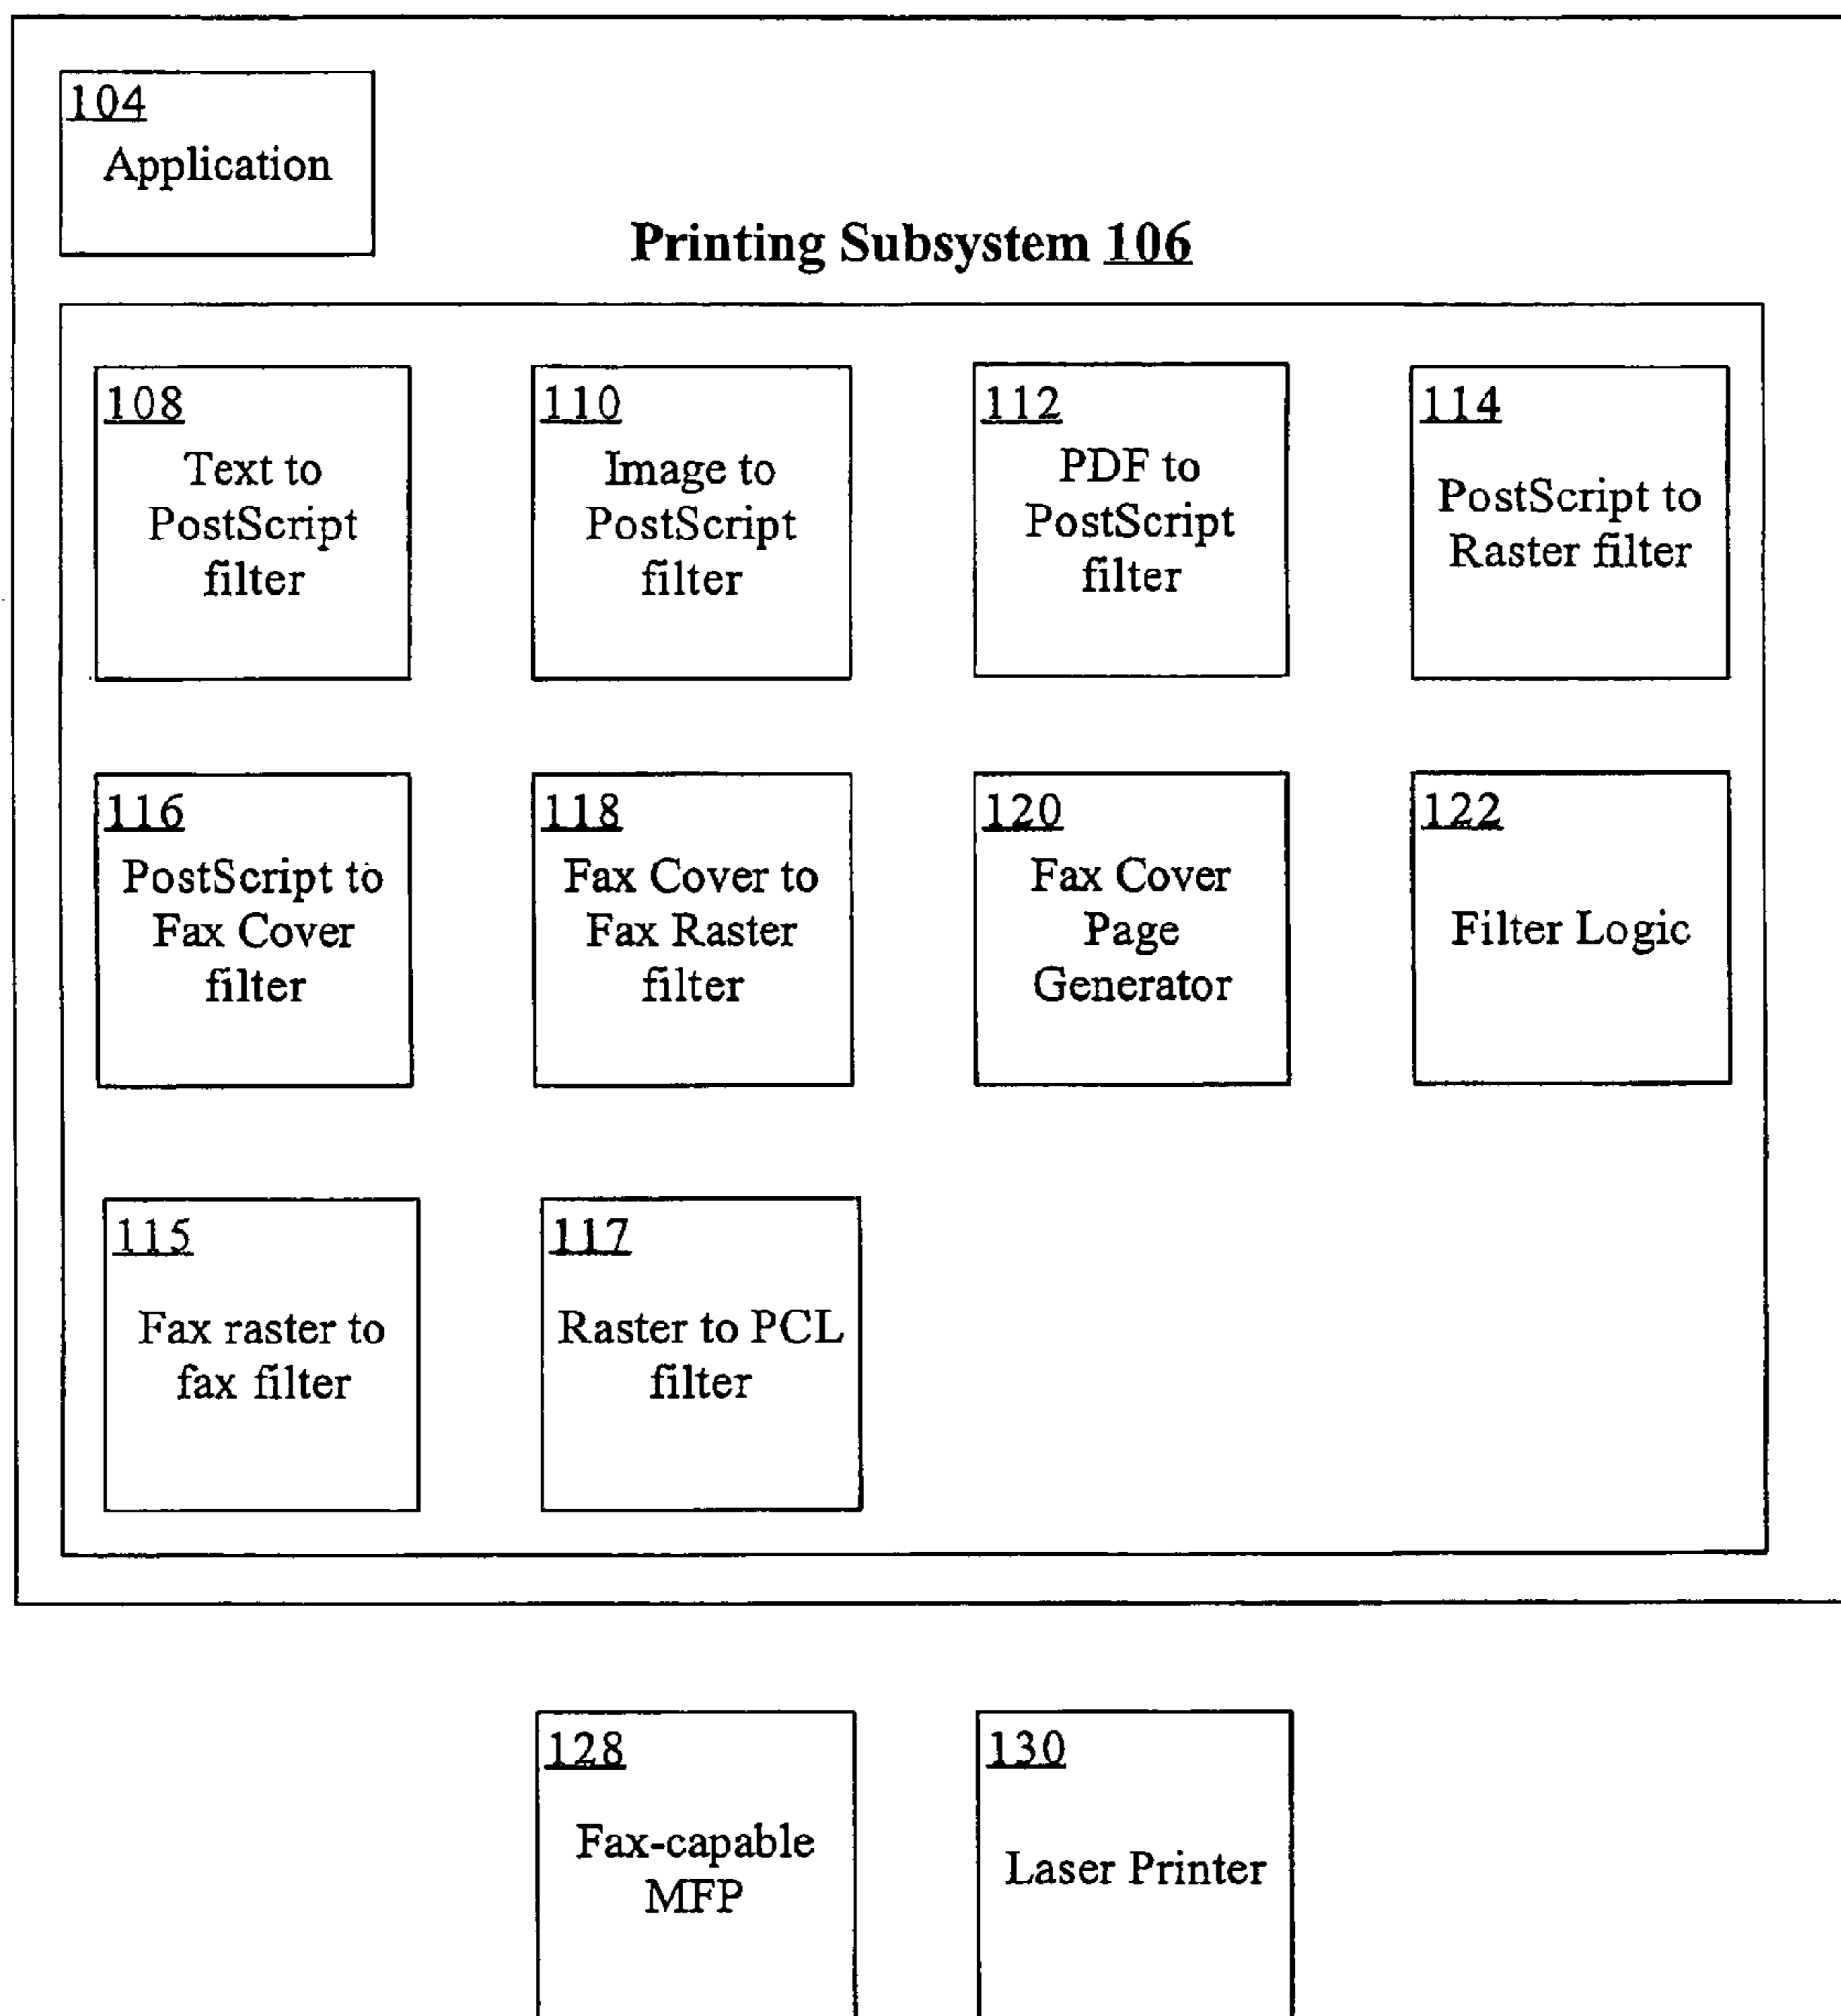 104
Application
Printing Subsystem 106
108
Text to
PostScript
filter
110
Image to
PostScript
filter
112
PDF to
PostScript
filter
114
PostScript to
Raster filter
116
PostScript to
Fax Cover
filter
118
Fax Cover to
Fax Raster
filter
120
Fax Cover
Page
Generator
122
Filter Logic
115
Fax raster to
fax filter
117
Raster to PCL
filter
128
Fax-capable
MFP
130
Laser Printer